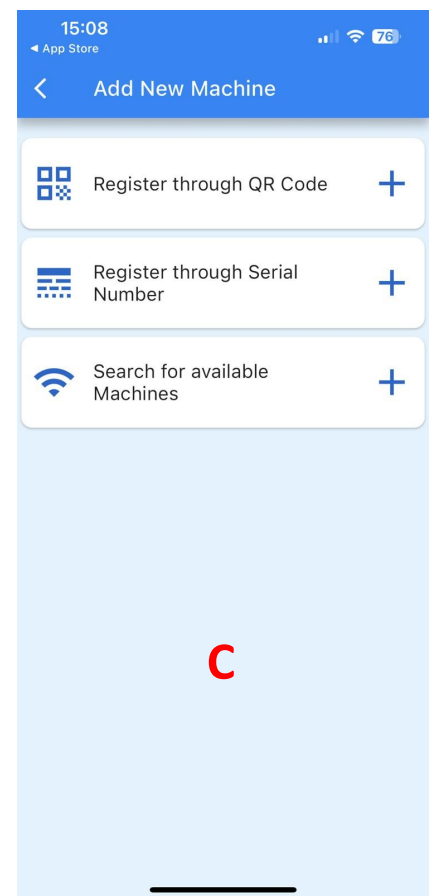 15:08
76
◀ App Store
Add New Machine
Register through QR Code
Register through Serial
Number
Search for available
Machines
C